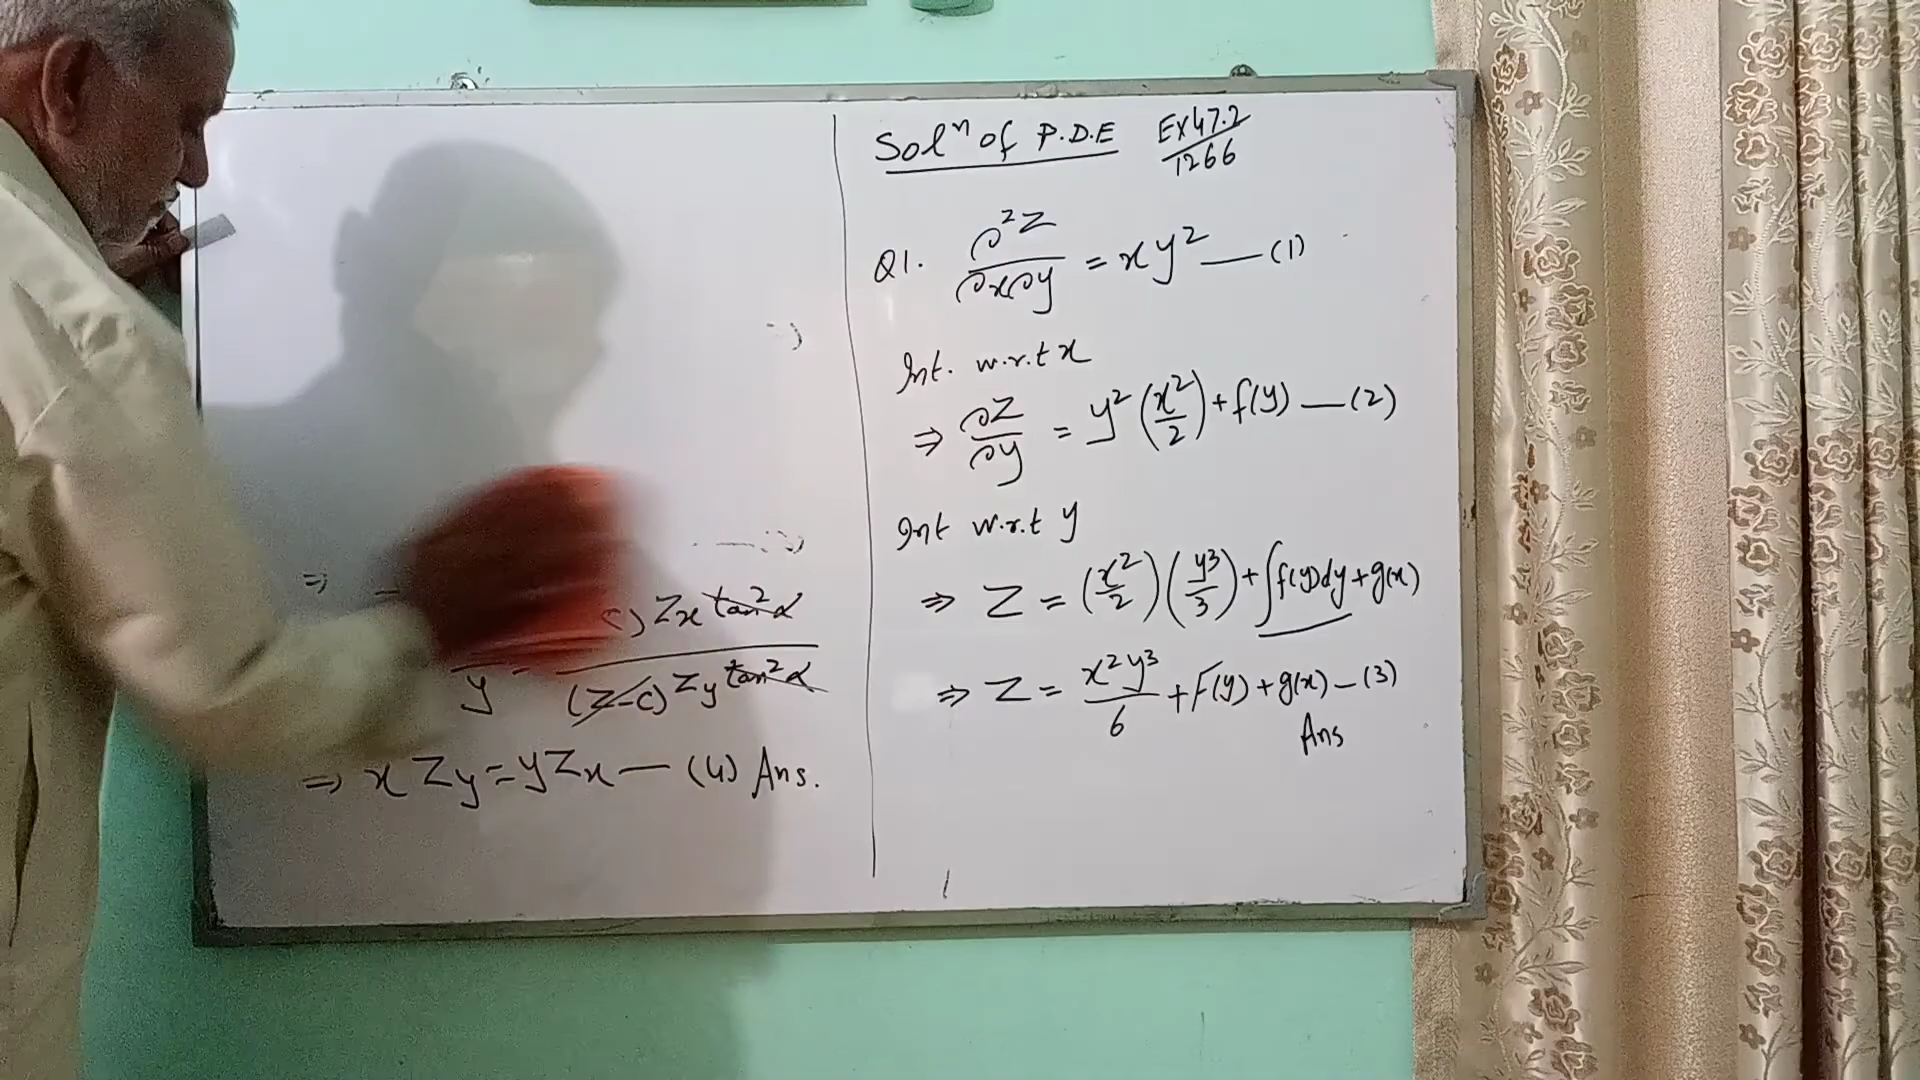 ⇒
) Zx tan²α
y (Z-c) Zy tan²α
⇒ x Zy = y Zx — (4) Ans.
Solⁿ of P.D.E Ex 47.2/1266
Q1. ∂²Z/∂x∂y = xy² — (1)
Int. w.r.t x
⇒ ∂Z/∂y = y² (x²/2) + f(y) — (2)
Int w.r.t y
⇒ Z = (x²/2) (y³/3) + ∫f(y)dy + g(x)
⇒ Z = x²y³/6 + F(y) + g(x) — (3)
Ans